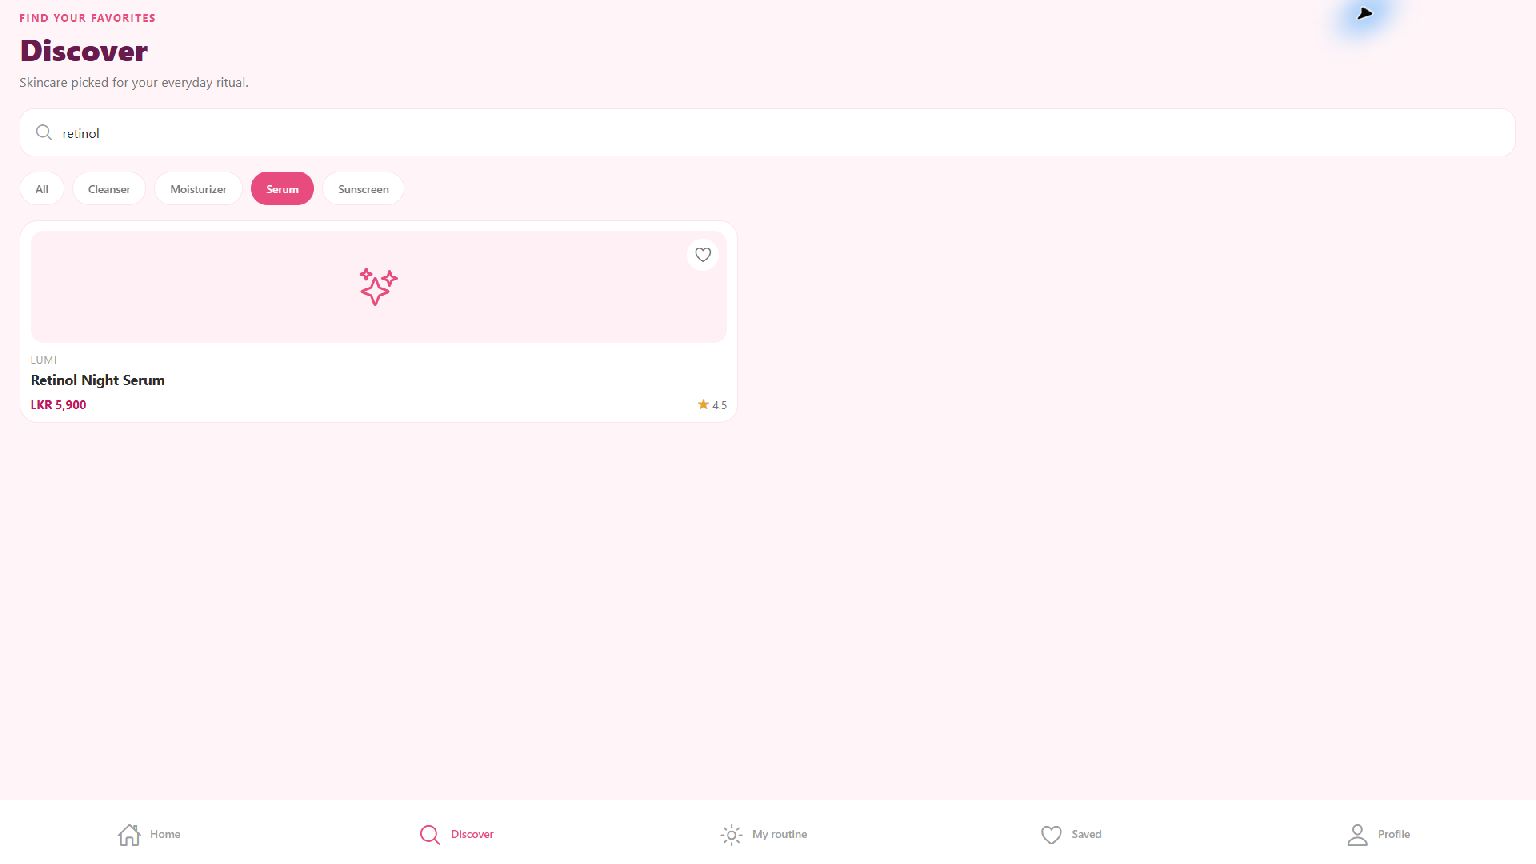 FIND YOUR FAVORITES
Discover
Skincare picked for your everyday ritual.
retinol
All Cleanser Moisturizer Serum Sunscreen
LUMI
Retinol Night Serum
LKR 5,900 ★ 4.5
Home Discover My routine Saved Profile